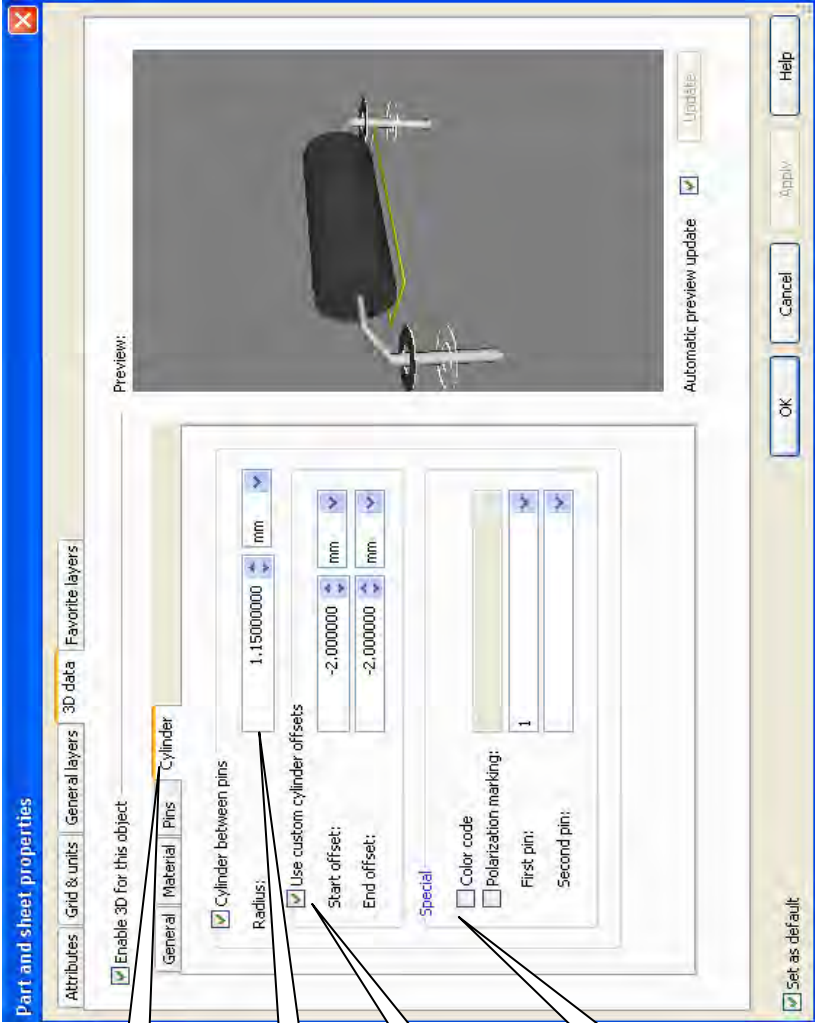 Part and sheet properties
Attributes Grid & units General layers 3D data Favorite layers
Enable 3D for this object
General Material Pins Cylinder
Cylinder between pins
Radius: 1.15000000 mm
Use custom cylinder offsets
Start offset: -2.000000 mm
End offset: -2.000000 mm
Special
Color code
Polarization marking:
First pin: 1
Second pin:
Preview:
Automatic preview update Update
Set as default
OK Cancel Apply Help